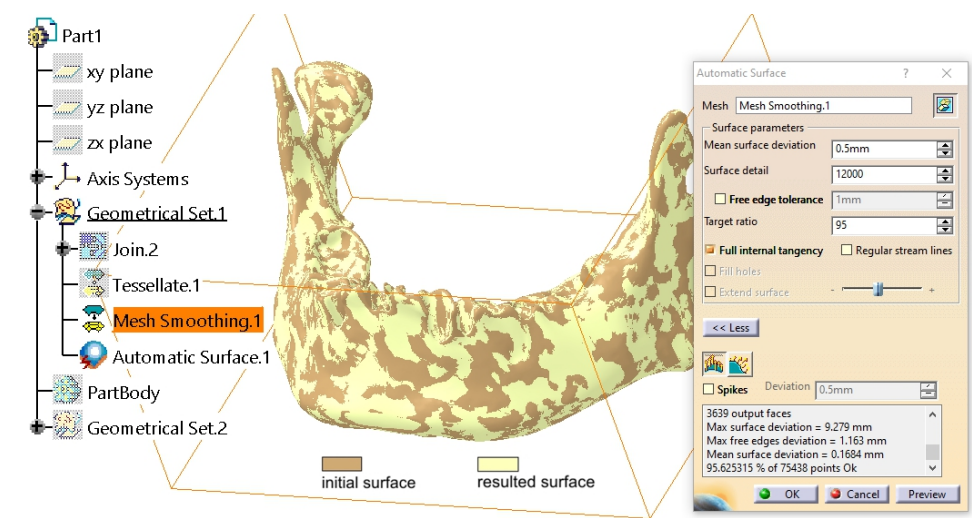 Part1
xy plane
yz plane
zx plane
Axis Systems
Geometrical Set.1
Join.2
Tessellate.1
Mesh Smoothing.1
Automatic Surface.1
PartBody
Geometrical Set.2
initial surface
resulted surface
Automatic Surface ? ×
Mesh Mesh Smoothing.1
Surface parameters
Mean surface deviation 0.5mm
Surface detail 12000
Free edge tolerance 1mm
Target ratio 95
Full internal tangency Regular stream lines
Fill holes
Extend surface - +
<< Less
Spikes Deviation 0.5mm
3639 output faces
Max surface deviation = 9.279 mm
Max free edges deviation = 1.163 mm
Mean surface deviation = 0.1684 mm
95.625315 % of 75438 points Ok
OK Cancel Preview